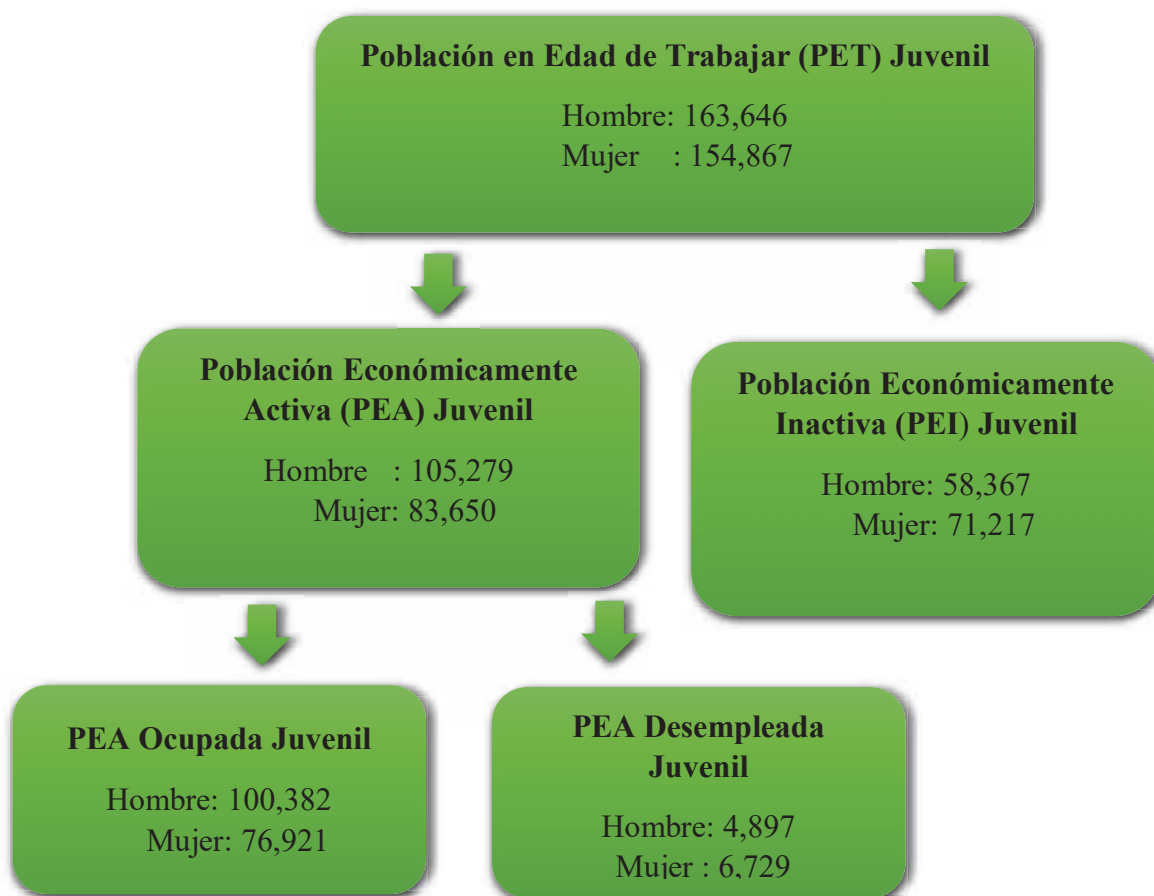 Población en Edad de Trabajar (PET) Juvenil
Hombre: 163,646
Mujer : 154,867
Población Económicamente
Activa (PEA) Juvenil
Hombre : 105,279
Mujer: 83,650
Población Económicamente
Inactiva (PEI) Juvenil
Hombre: 58,367
Mujer: 71,217
PEA Ocupada Juvenil
Hombre: 100,382
Mujer: 76,921
PEA Desempleada
Juvenil
Hombre: 4,897
Mujer : 6,729